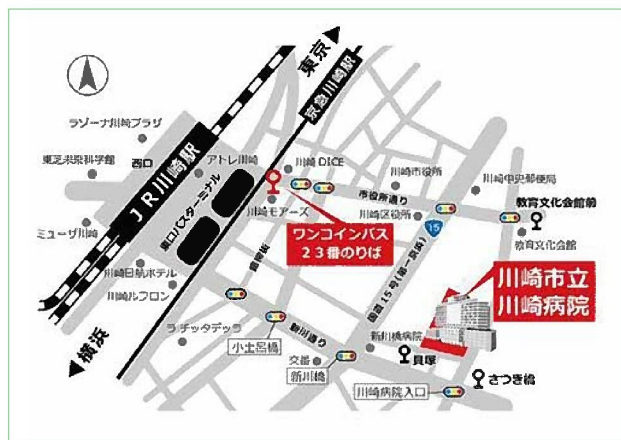 東京
京急川崎駅
ラゾーナ川崎プラザ
東芝未来科学館
西口
アトレ川崎
JR川崎駅
川崎 DICE
川崎市役所
川崎中央郵便局
市役所通り
教育文化会館前
川崎モアーズ
川崎区役所
15
ミューザ川崎
東口バスターミナル
ワンコインバス
23番のりば
教育文化会館
川崎日航ホテル
川崎ルフロン
国道15号(第一京浜)
川崎市立
川崎病院
横浜
ラ チッタデッラ
小土呂橋
新川通り
新川橋病院
交番
貝塚
新川橋
さつき橋
川崎病院入口